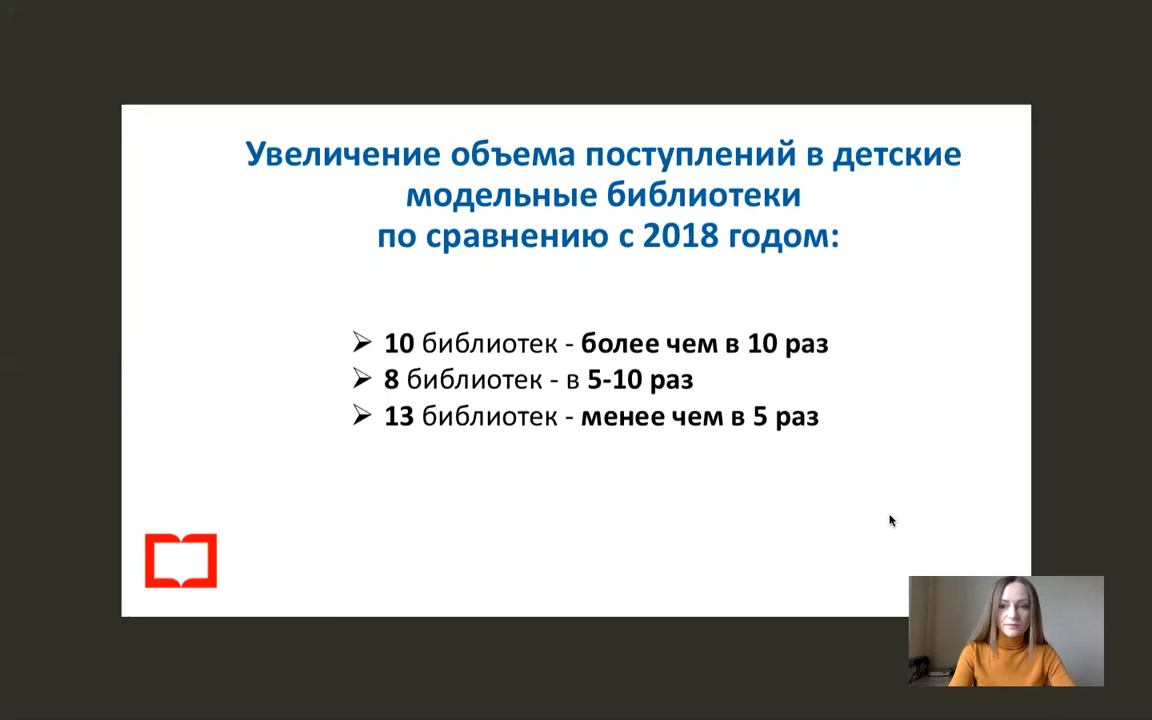 Увеличение объема поступлений в детские
модельные библиотеки
по сравнению с 2018 годом:
➢ 10 библиотек - более чем в 10 раз
➢ 8 библиотек - в 5-10 раз
➢ 13 библиотек - менее чем в 5 раз